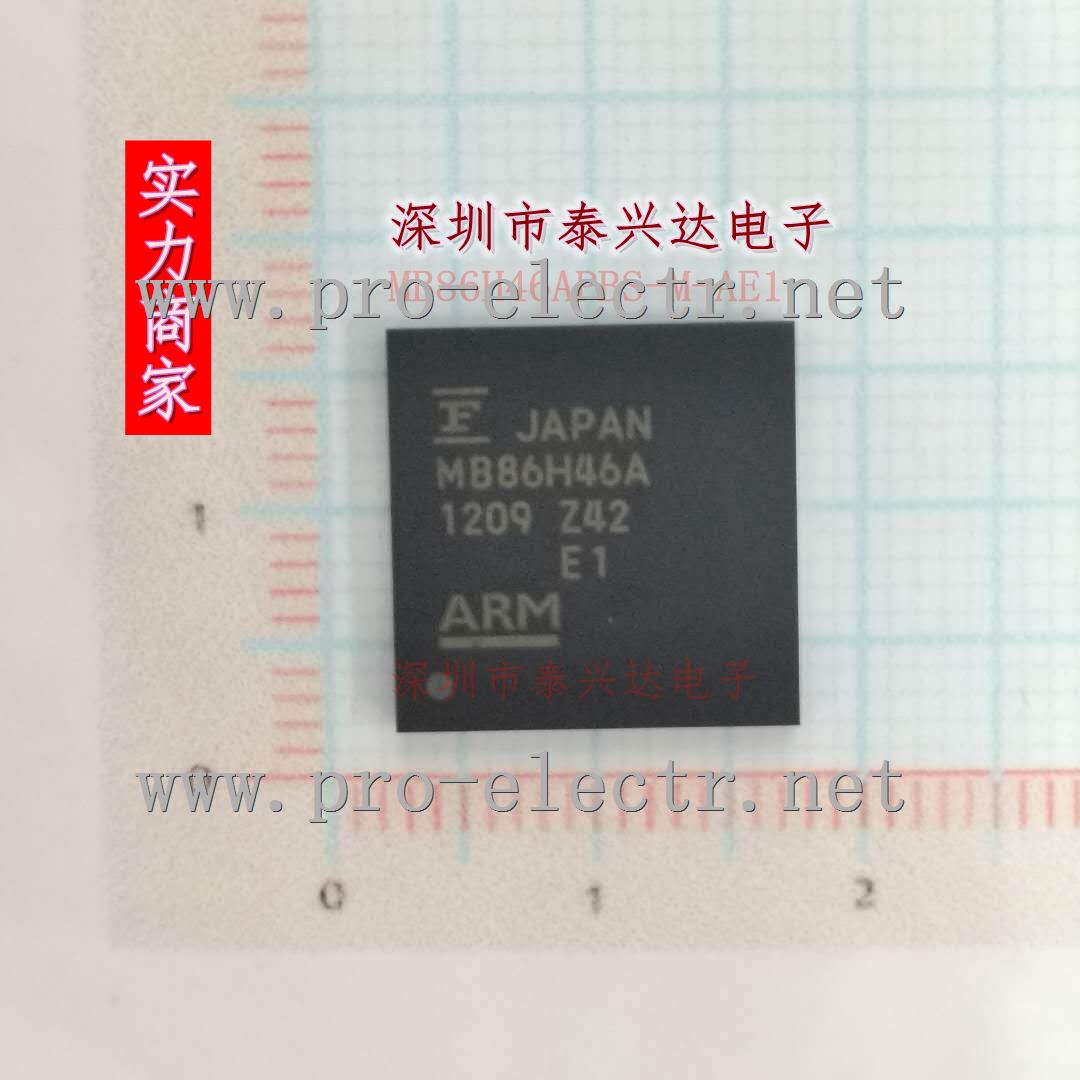 实力商家
深圳市泰兴达电子
MB86H46APBS-M-AE1
www.pro-electr.net
F JAPAN
MB86H46A
1209 Z42
E1
ARM
深圳市泰兴达电子
1
0
www.pro-electr.net
0 1 2